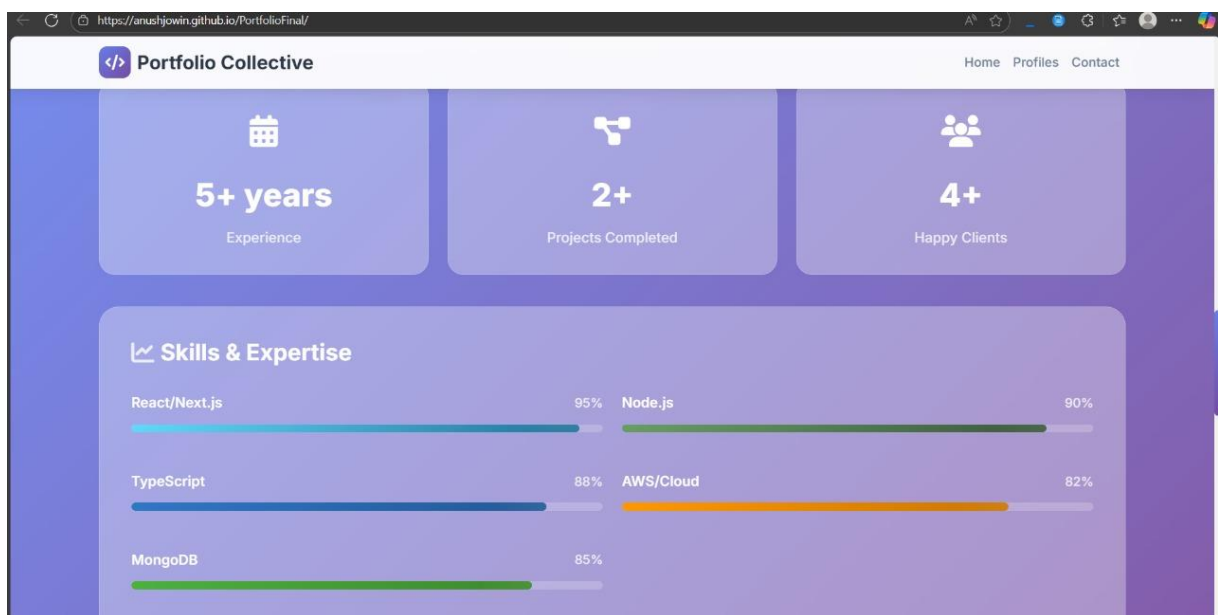 https://anushjowin.github.io/PortfolioFinal/
</> Portfolio Collective
Home Profiles Contact
5+ years
Experience
2+
Projects Completed
4+
Happy Clients
Skills & Expertise
React/Next.js 95%
Node.js 90%
TypeScript 88%
AWS/Cloud 82%
MongoDB 85%